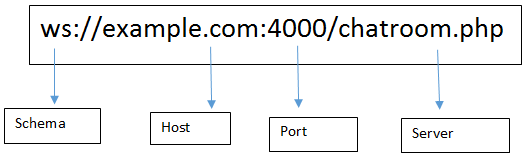 ws://example.com:4000/chatroom.php
Schema
Host
Port
Server